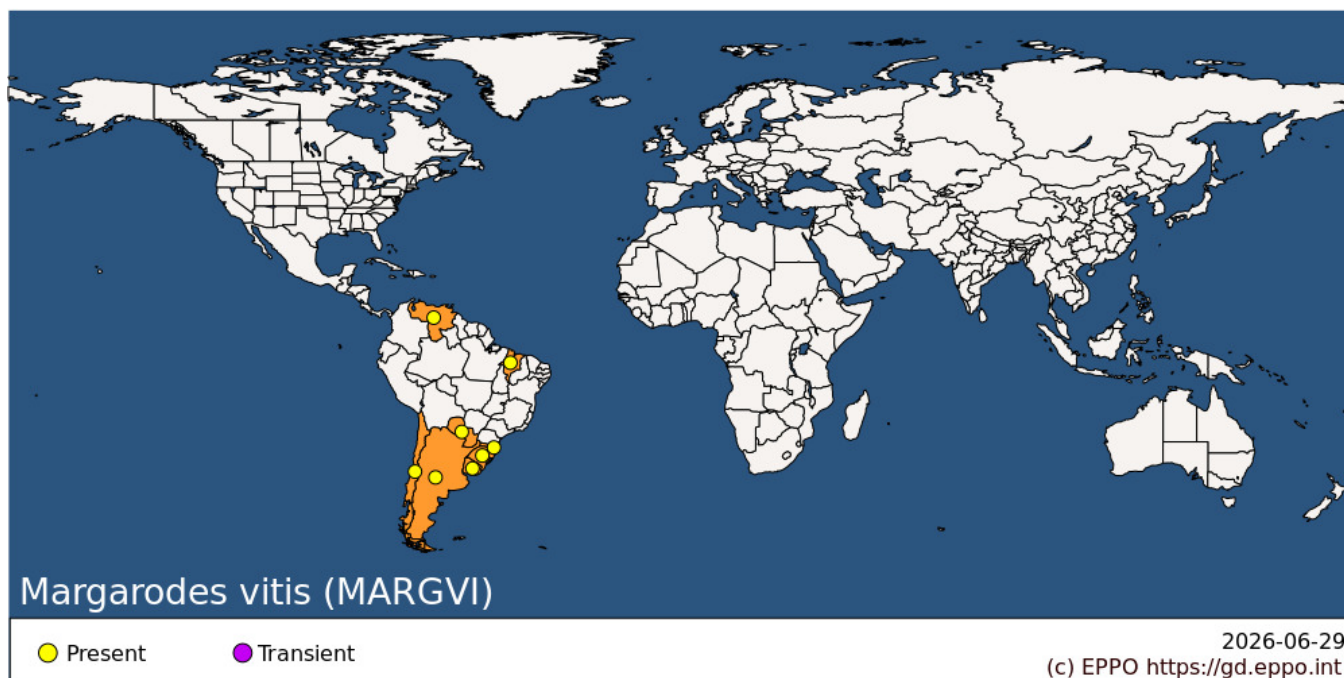 Margarodes vitis (MARGVI)
Present
Transient
2026-06-29
(c) EPPO https://gd.eppo.int